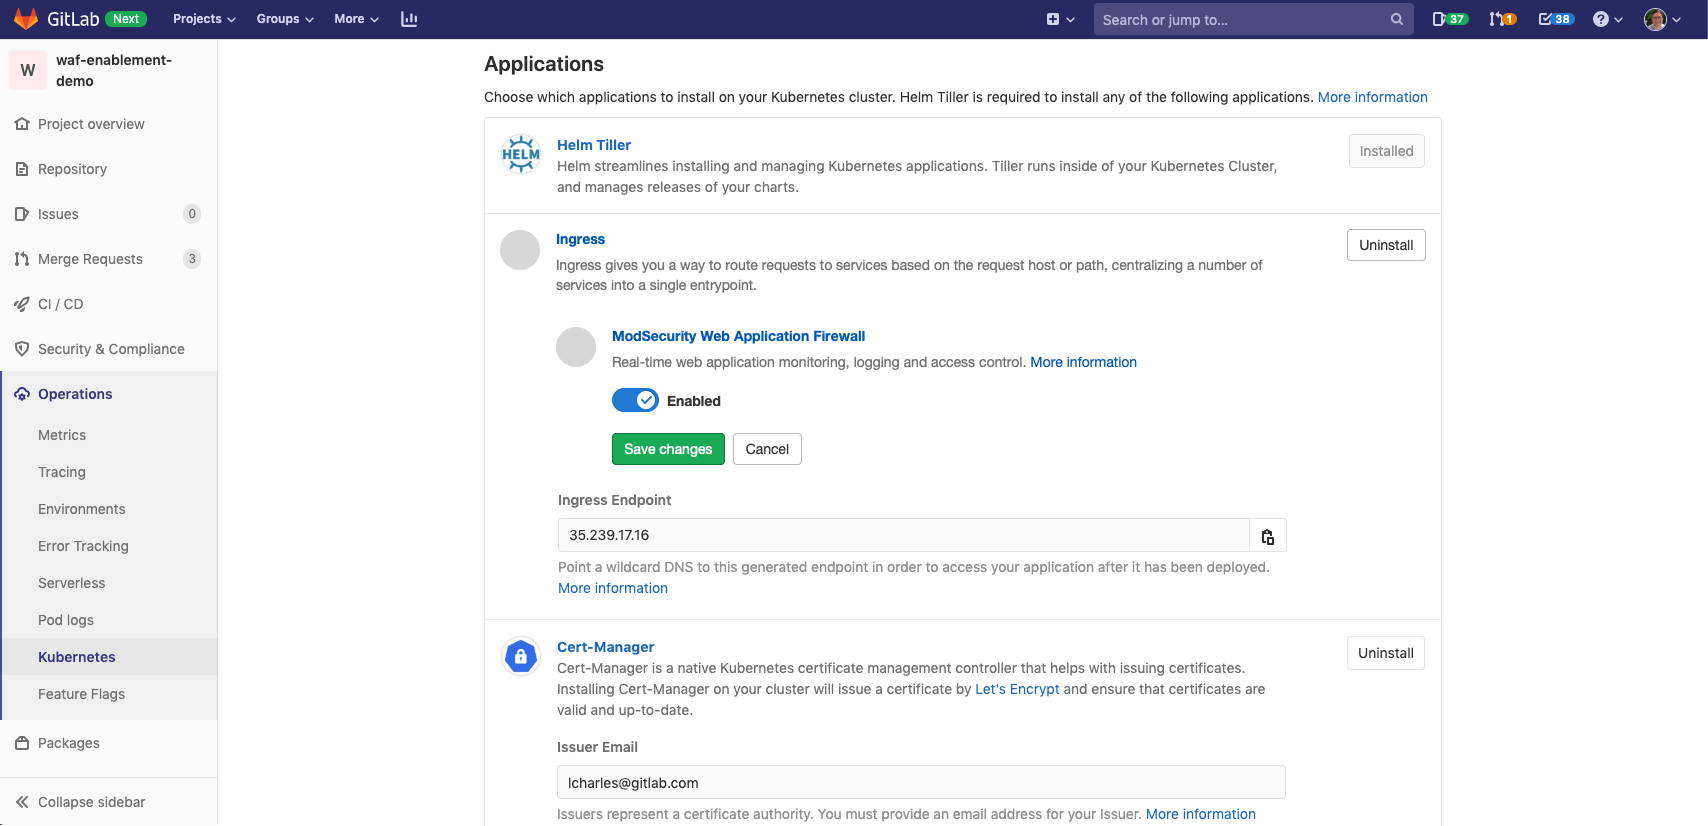 GitLab Next Projects Groups More Search or jump to... 37 1 38
W waf-enablement-
demo
Project overview
Repository
Issues 0
Merge Requests 3
CI / CD
Security & Compliance
Operations
Metrics
Tracing
Environments
Error Tracking
Serverless
Pod logs
Kubernetes
Feature Flags
Packages
Collapse sidebar
Applications
Choose which applications to install on your Kubernetes cluster. Helm Tiller is required to install any of the following applications. More information
HELM
Helm Tiller
Installed
Helm streamlines installing and managing Kubernetes applications. Tiller runs inside of your Kubernetes Cluster,
and manages releases of your charts.
Ingress
Uninstall
Ingress gives you a way to route requests to services based on the request host or path, centralizing a number of
services into a single entrypoint.
ModSecurity Web Application Firewall
Real-time web application monitoring, logging and access control. More information
Enabled
Save changes Cancel
Ingress Endpoint
35.239.17.16
Point a wildcard DNS to this generated endpoint in order to access your application after it has been deployed.
More information
Cert-Manager
Uninstall
Cert-Manager is a native Kubernetes certificate management controller that helps with issuing certificates.
Installing Cert-Manager on your cluster will issue a certificate by Let's Encrypt and ensure that certificates are
valid and up-to-date.
Issuer Email
lcharles@gitlab.com
Issuers represent a certificate authority. You must provide an email address for your Issuer. More information